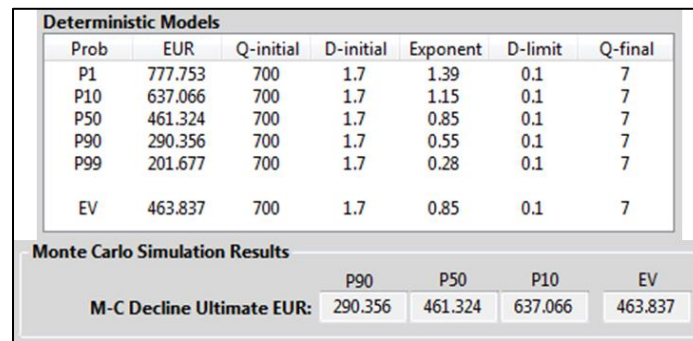 Deterministic Models
Prob EUR Q-initial D-initial Exponent D-limit Q-final
P1 777.753 700 1.7 1.39 0.1 7
P10 637.066 700 1.7 1.15 0.1 7
P50 461.324 700 1.7 0.85 0.1 7
P90 290.356 700 1.7 0.55 0.1 7
P99 201.677 700 1.7 0.28 0.1 7
EV 463.837 700 1.7 0.85 0.1 7
Monte Carlo Simulation Results
P90 P50 P10 EV
M-C Decline Ultimate EUR: 290.356 461.324 637.066 463.837